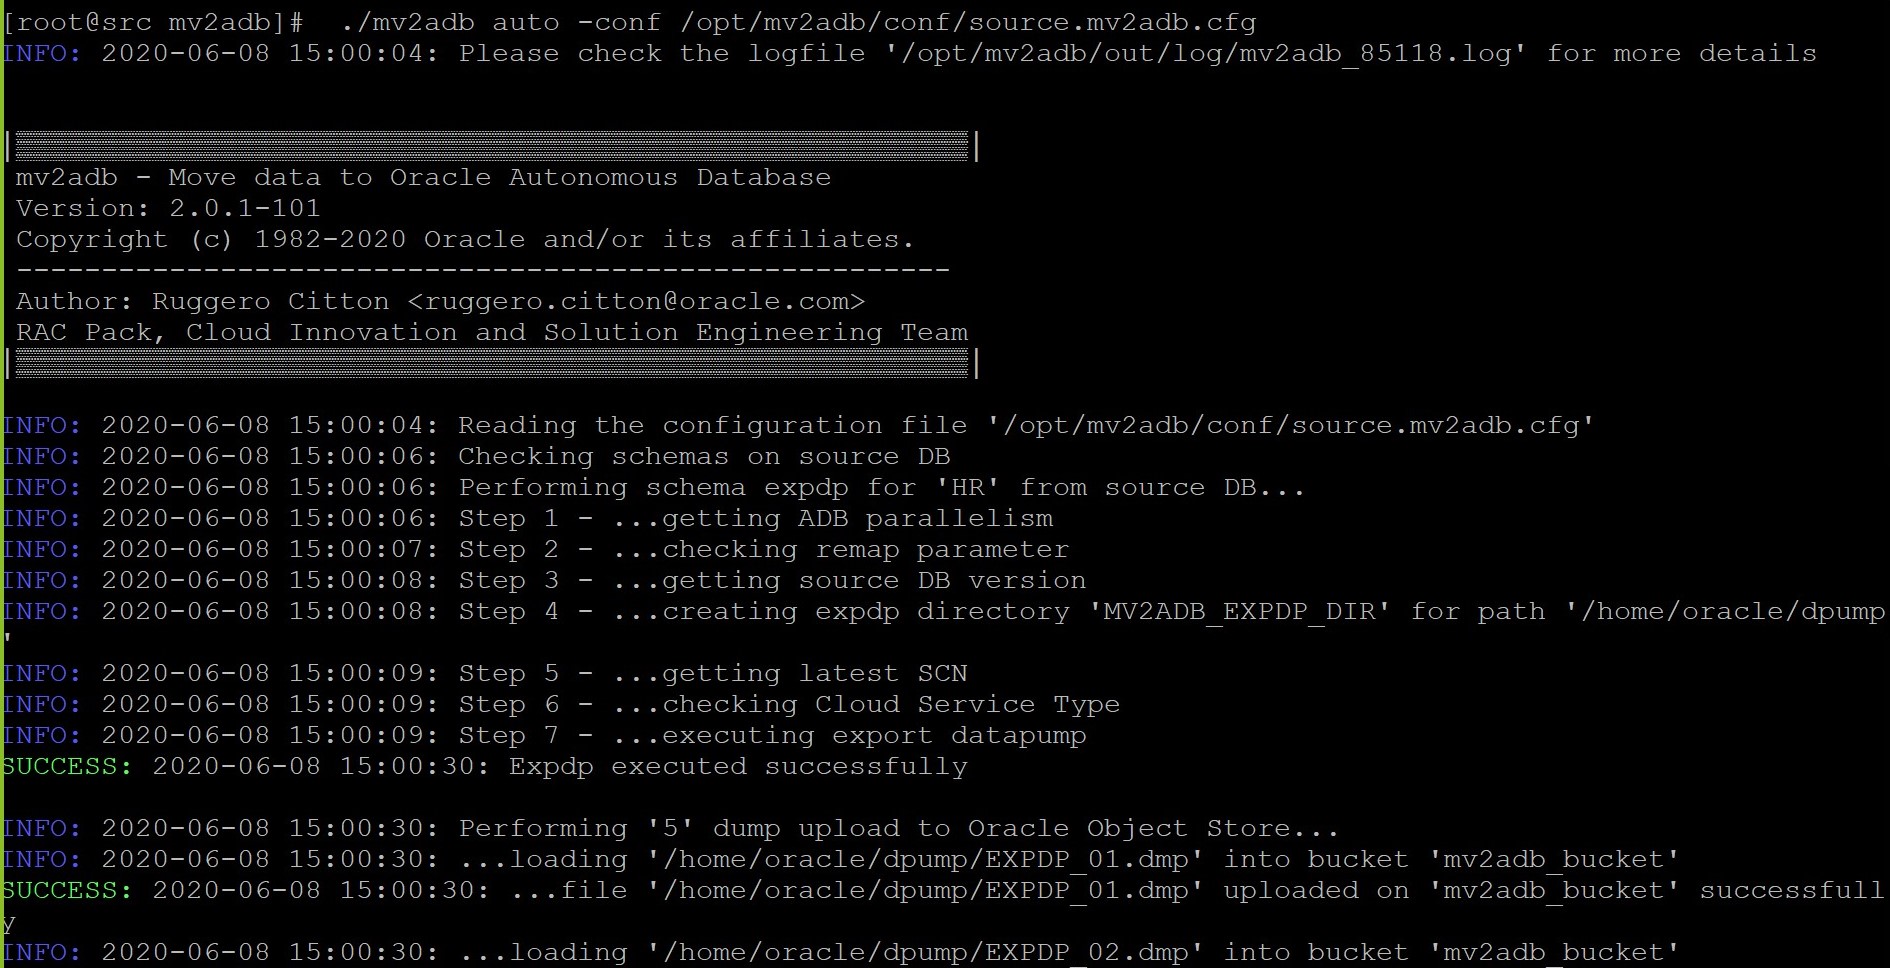 [root@src mv2adb]#  ./mv2adb auto -conf /opt/mv2adb/conf/source.mv2adb.cfg
INFO: 2020-06-08 15:00:04: Please check the logfile '/opt/mv2adb/out/log/mv2adb_85118.log' for more details
mv2adb - Move data to Oracle Autonomous Database
Version: 2.0.1-101
Copyright (c) 1982-2020 Oracle and/or its affiliates.
-------------------------------------------------------
Author: Ruggero Citton <ruggero.citton@oracle.com>
RAC Pack, Cloud Innovation and Solution Engineering Team
INFO: 2020-06-08 15:00:04: Reading the configuration file '/opt/mv2adb/conf/source.mv2adb.cfg'
INFO: 2020-06-08 15:00:06: Checking schemas on source DB
INFO: 2020-06-08 15:00:06: Performing schema expdp for 'HR' from source DB...
INFO: 2020-06-08 15:00:06: Step 1 - ...getting ADB parallelism
INFO: 2020-06-08 15:00:07: Step 2 - ...checking remap parameter
INFO: 2020-06-08 15:00:08: Step 3 - ...getting source DB version
INFO: 2020-06-08 15:00:08: Step 4 - ...creating expdp directory 'MV2ADB_EXPDP_DIR' for path '/home/oracle/dpump
'
INFO: 2020-06-08 15:00:09: Step 5 - ...getting latest SCN
INFO: 2020-06-08 15:00:09: Step 6 - ...checking Cloud Service Type
INFO: 2020-06-08 15:00:09: Step 7 - ...executing export datapump
SUCCESS: 2020-06-08 15:00:30: Expdp executed successfully
INFO: 2020-06-08 15:00:30: Performing '5' dump upload to Oracle Object Store...
INFO: 2020-06-08 15:00:30: ...loading '/home/oracle/dpump/EXPDP_01.dmp' into bucket 'mv2adb_bucket'
SUCCESS: 2020-06-08 15:00:30: ...file '/home/oracle/dpump/EXPDP_01.dmp' uploaded on 'mv2adb_bucket' successfull
y
INFO: 2020-06-08 15:00:30: ...loading '/home/oracle/dpump/EXPDP_02.dmp' into bucket 'mv2adb_bucket'